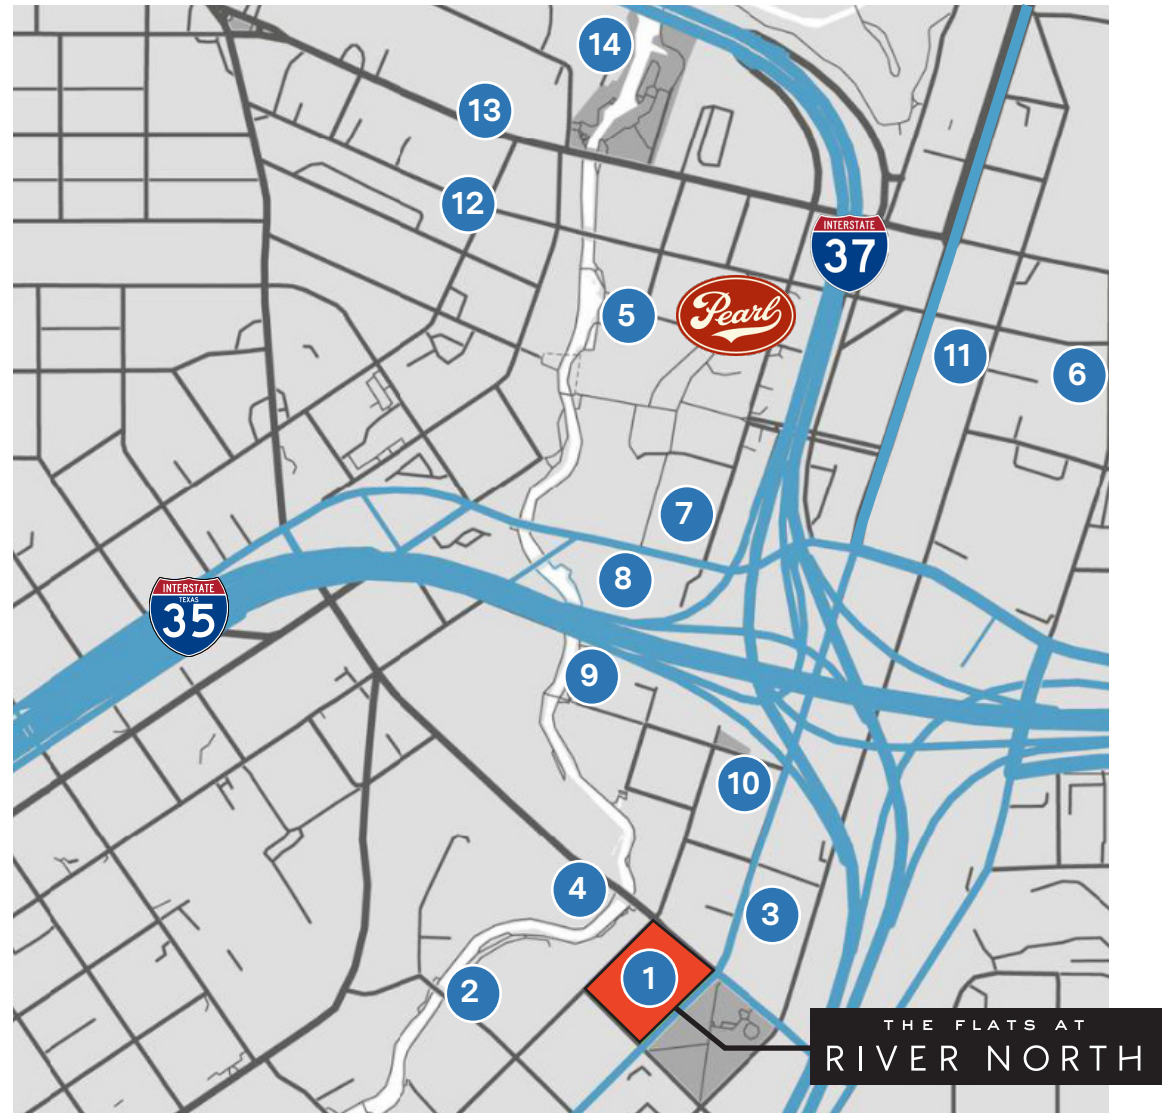 14
13
12
INTERSTATE
37
5
Pearl
11
6
7
8
INTERSTATE
TEXAS
35
9
10
4
3
1
2
THE FLATS AT
RIVER NORTH